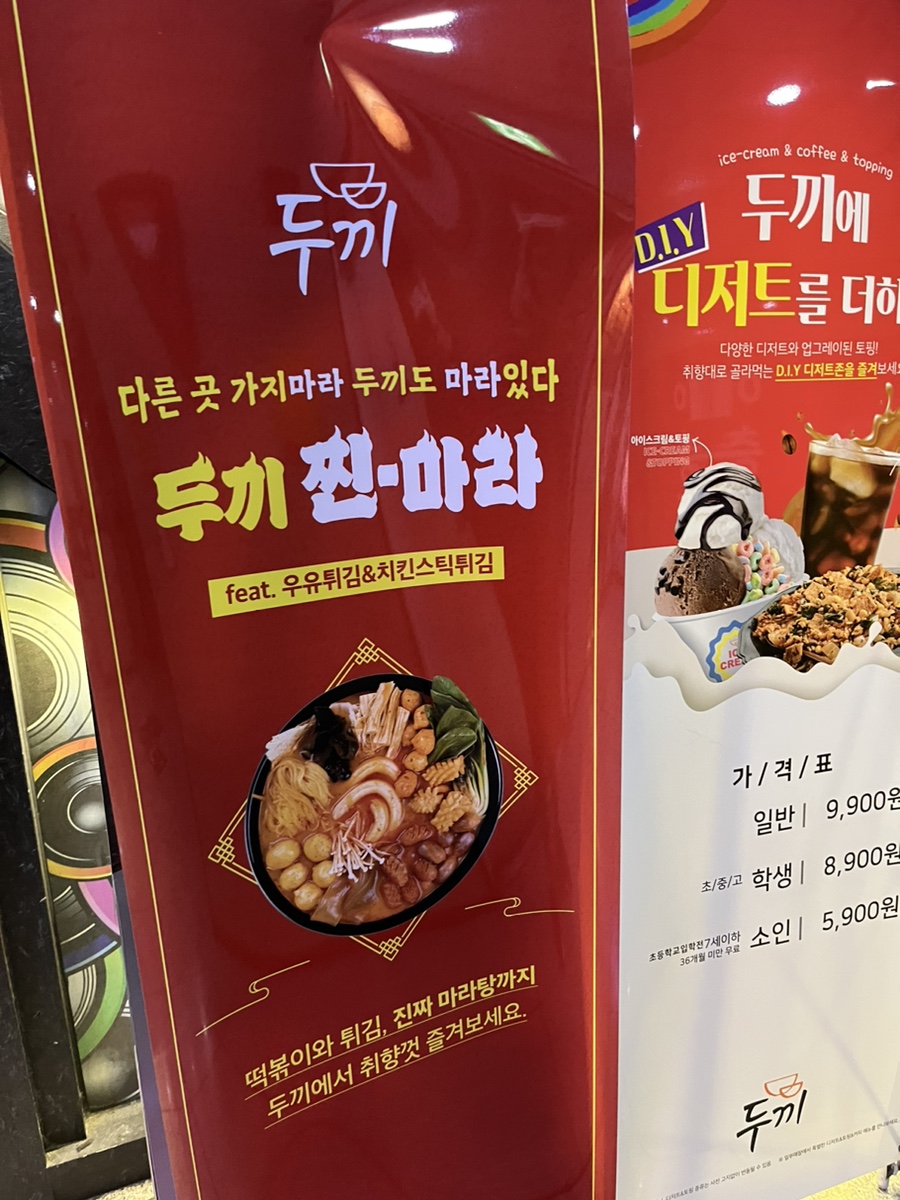 두끼
다른 곳 가지마라 두끼도 마라있다
두끼 찐-마라
feat. 우유튀김&치킨스틱튀김
떡볶이와 튀김, 진짜 마라탕까지
두끼에서 취향껏 즐겨보세요.
ice-cream & coffee & topping
두끼에
D.I.Y
디저트를 더하
다양한 디저트와 업그레이된 토핑!
취향대로 골라먹는 D.I.Y 디저트존을 즐겨보세요
아이스크림&토핑
ICE-CREAM
&TOPPING
IC
CRE
가/격/표
일반 | 9,900원
초/중/고 학생 | 8,900원
초등학교입학전7세이하 소인 | 5,900원
36개월 미만 무료
두끼